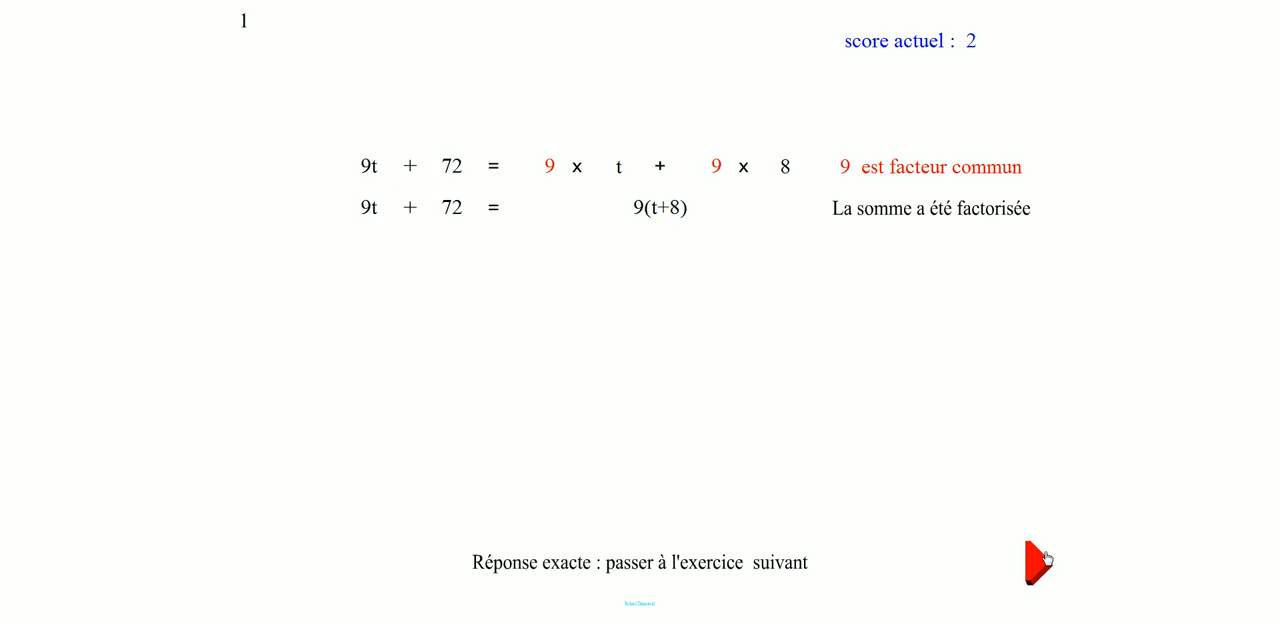 1
score actuel : 2
9t + 72 = 9 x t + 9 x 8 9 est facteur commun
9t + 72 = 9(t+8) La somme a été factorisée
Réponse exacte : passer à l'exercice suivant